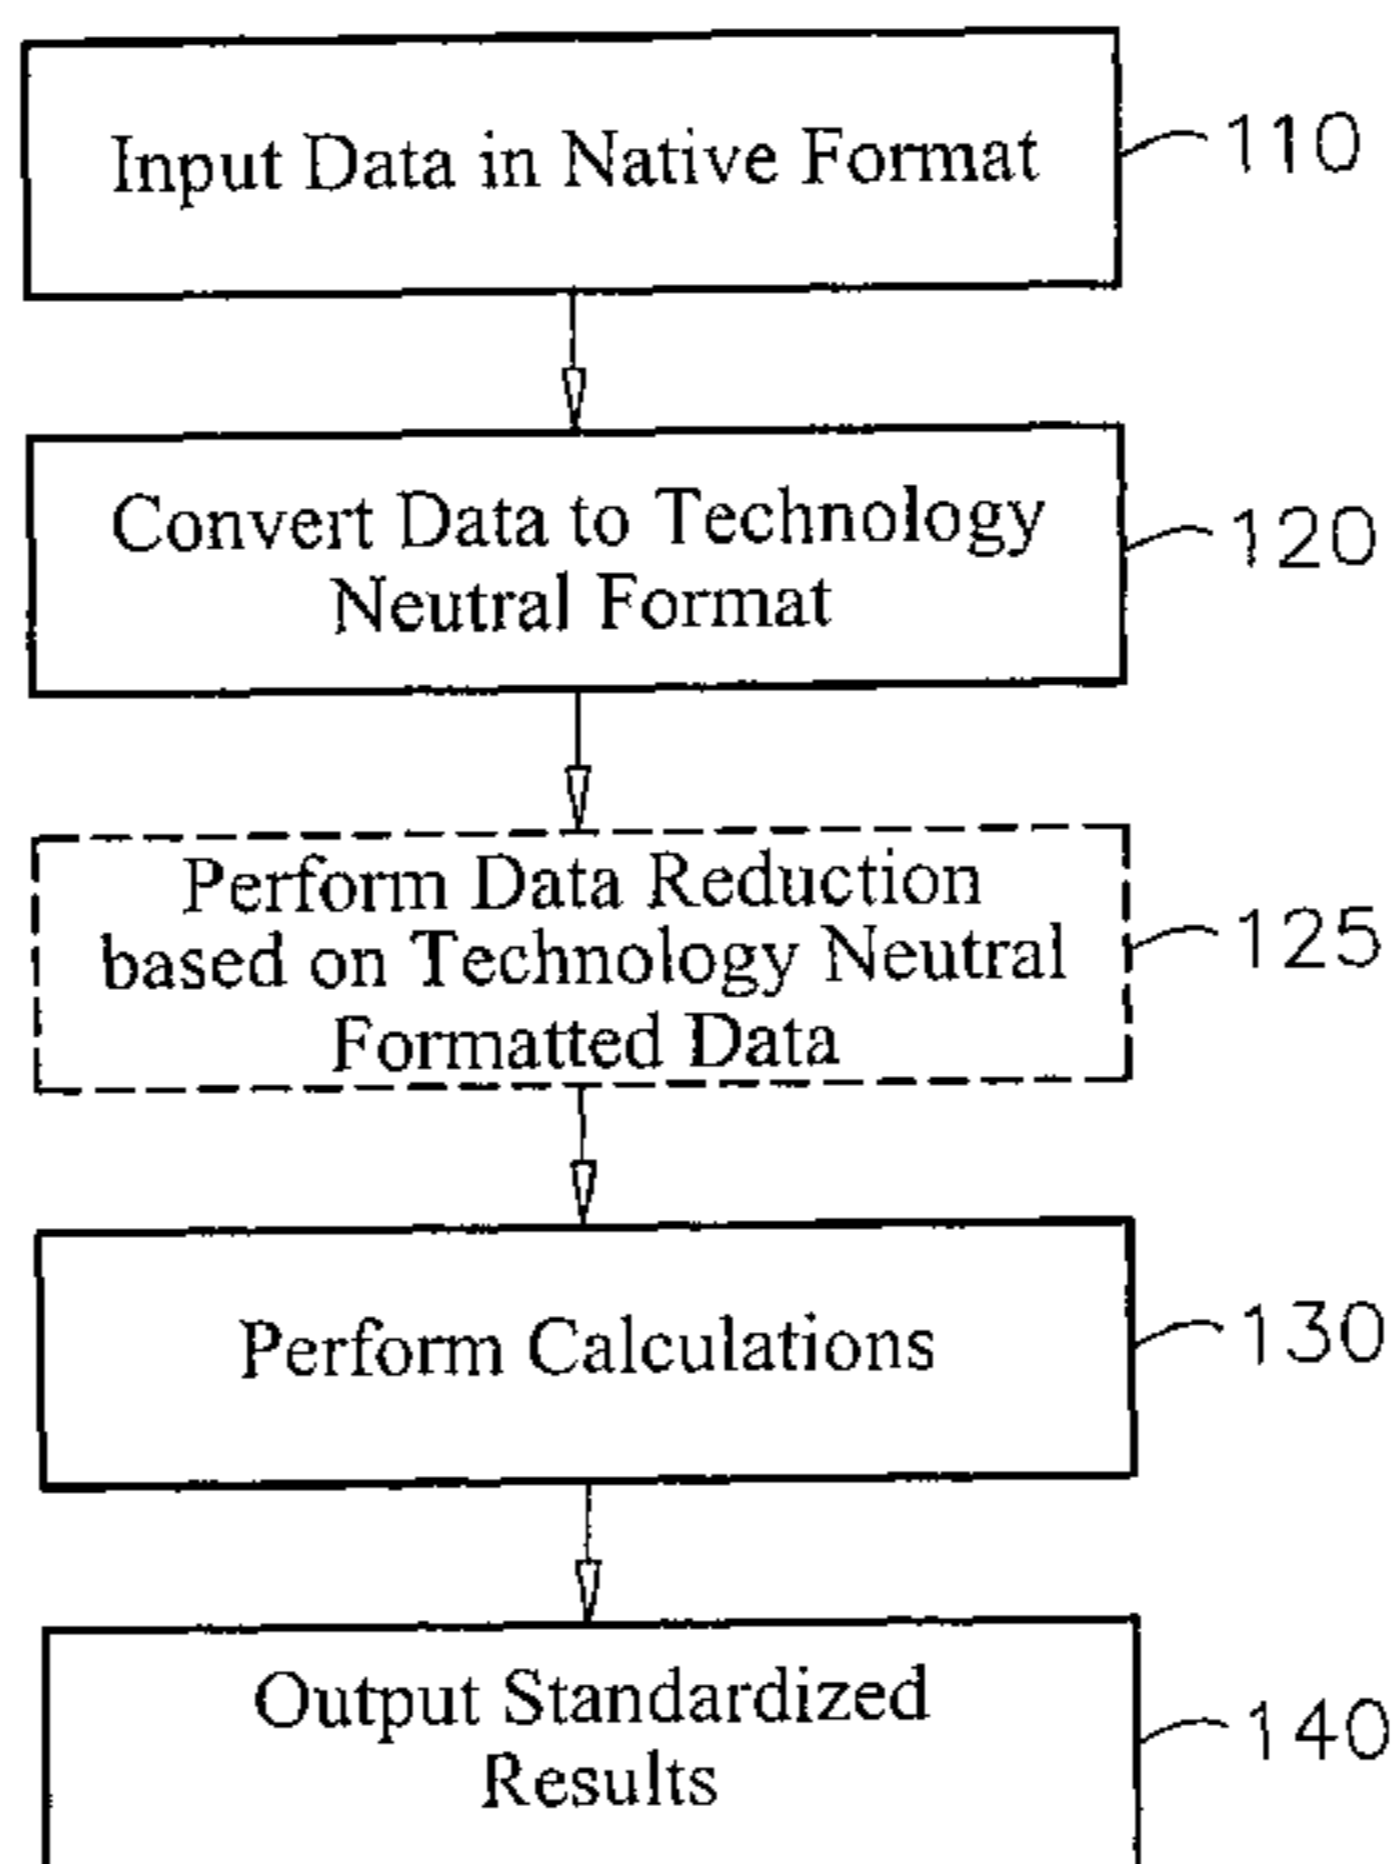 Input Data in Native Format
110
Convert Data to Technology
Neutral Format
120
Perform Data Reduction
based on Technology Neutral
Formatted Data
125
Perform Calculations
130
Output Standardized
Results
140